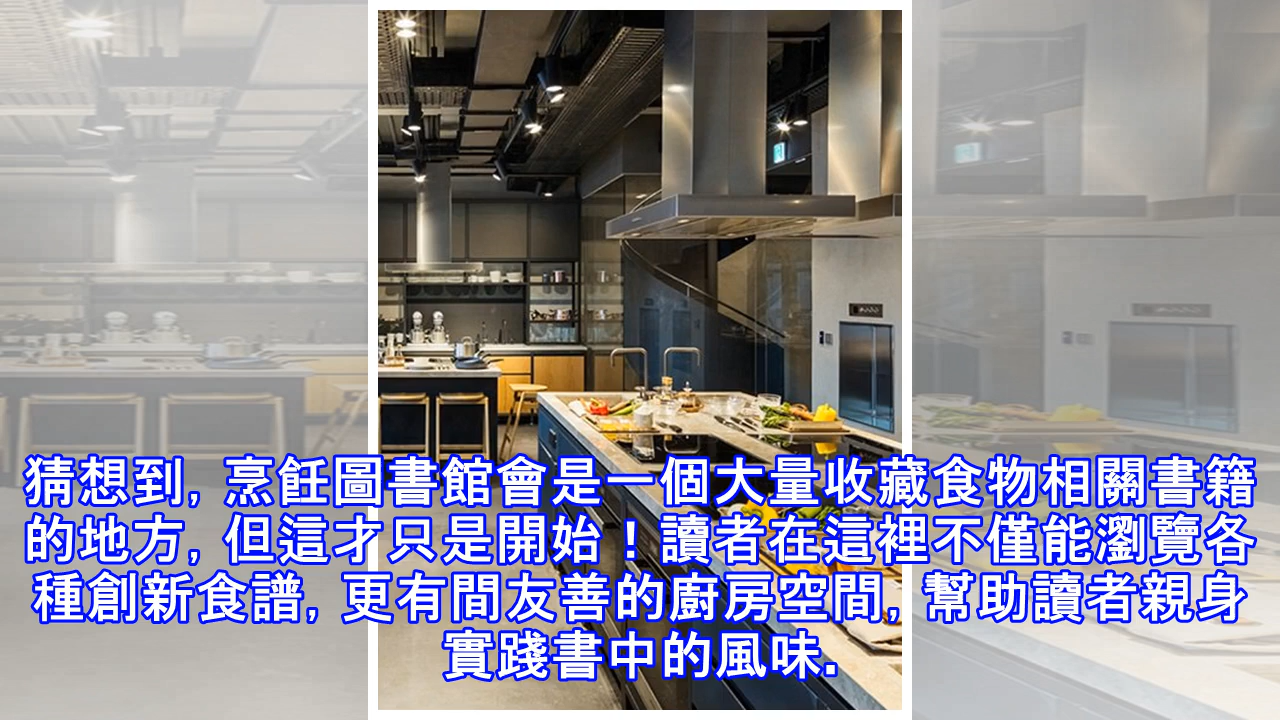 猜想到, 烹飪圖書館會是一個大量收藏食物相關書籍
的地方, 但這才只是開始！讀者在這裡不僅能瀏覽各
種創新食譜, 更有間友善的廚房空間, 幫助讀者親身
實踐書中的風味.